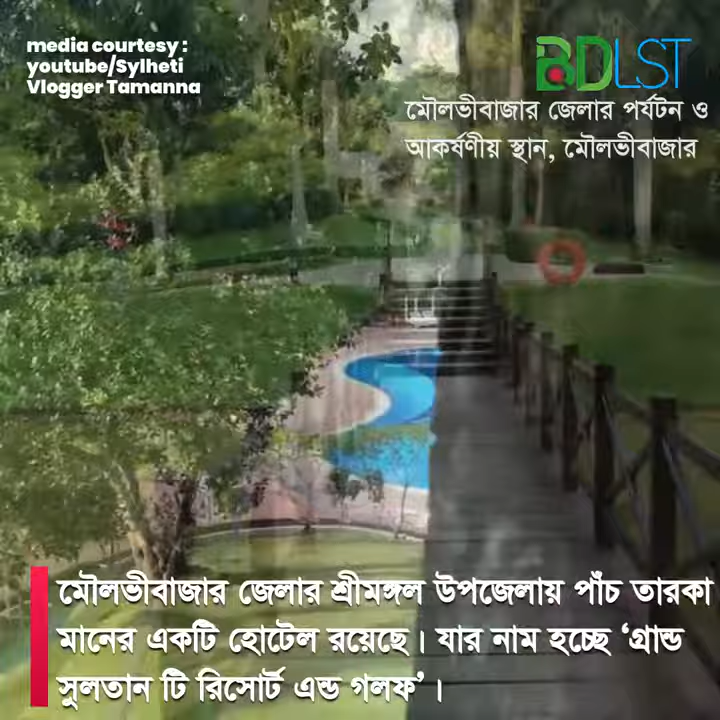 media courtesy :
youtube/Sylheti
Vlogger Tamanna
BDLST
মৌলভীবাজার জেলার পর্যটন ও
আকর্ষণীয় স্থান, মৌলভীবাজার
মৌলভীবাজার জেলার শ্রীমঙ্গল উপজেলায় পাঁচ তারকা
মানের একটি হোটেল রয়েছে। যার নাম হচ্ছে ‘গ্রান্ড
সুলতান টি রিসোর্ট এন্ড গলফ’।